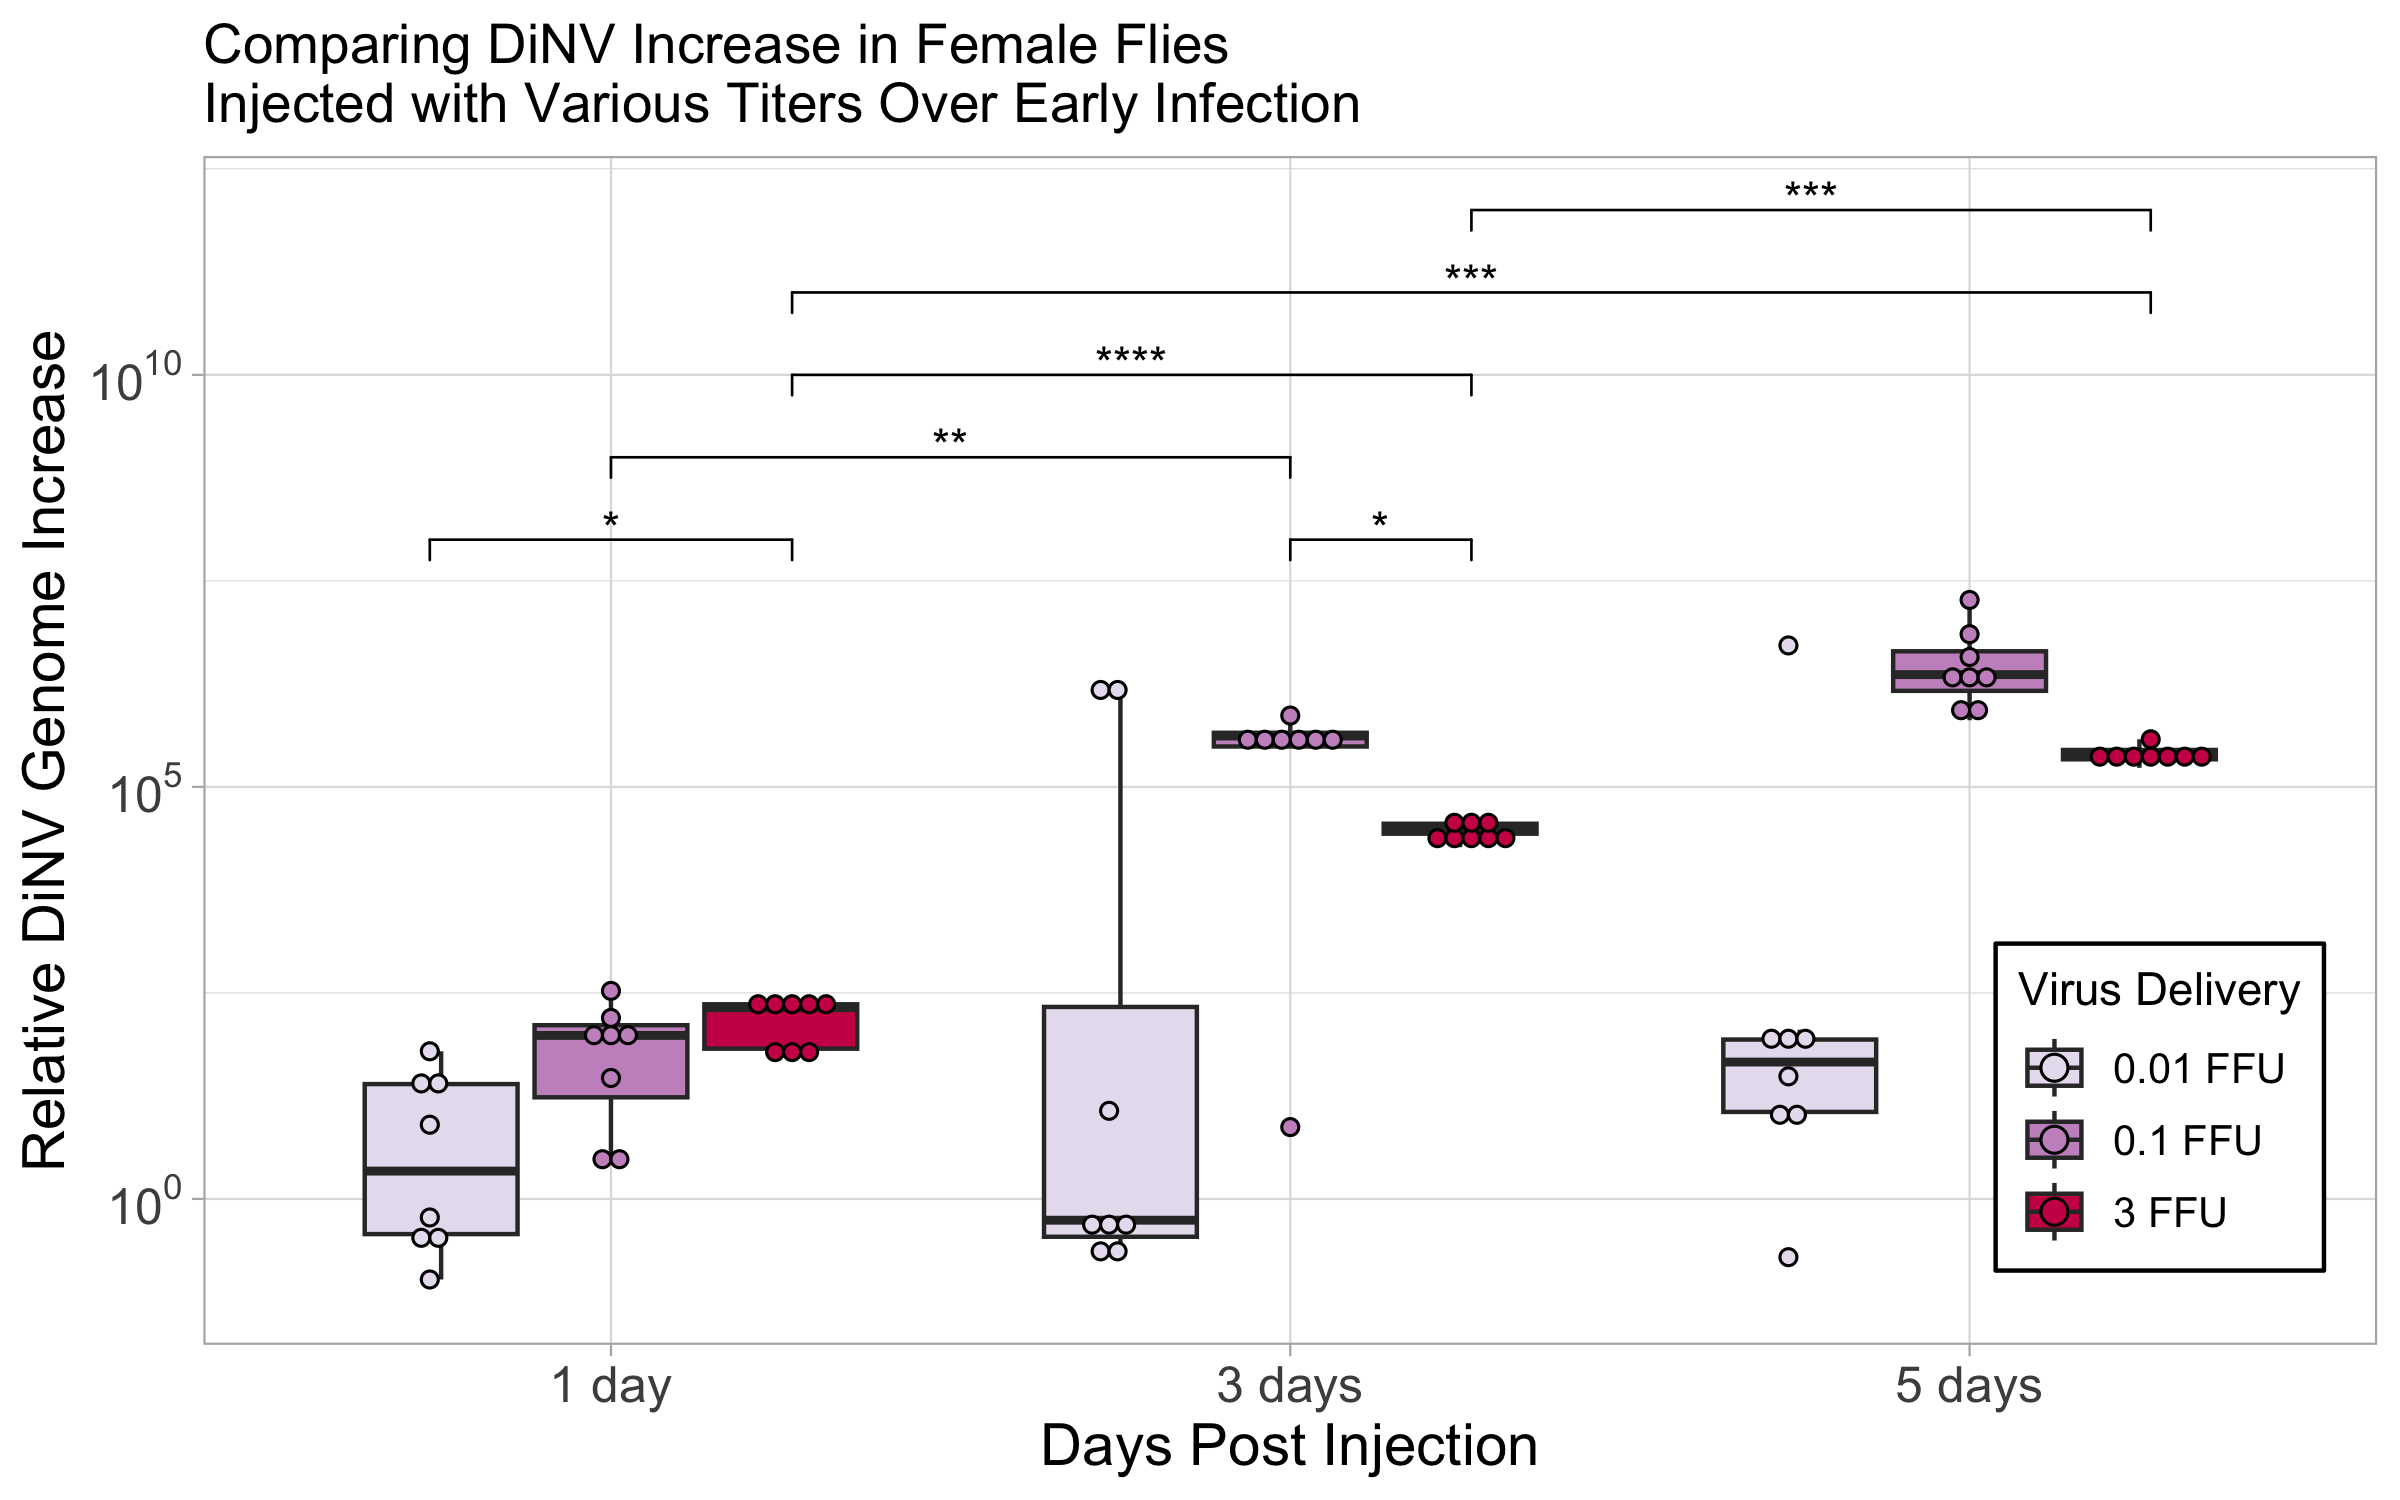 Comparing DiNV Increase in Female Flies
Injected with Various Titers Over Early Infection
Relative DiNV Genome Increase
***
***
10^10
****
**
*
*
10^5
10^0
Virus Delivery
0.01 FFU
0.1 FFU
3 FFU
1 day
3 days
5 days
Days Post Injection